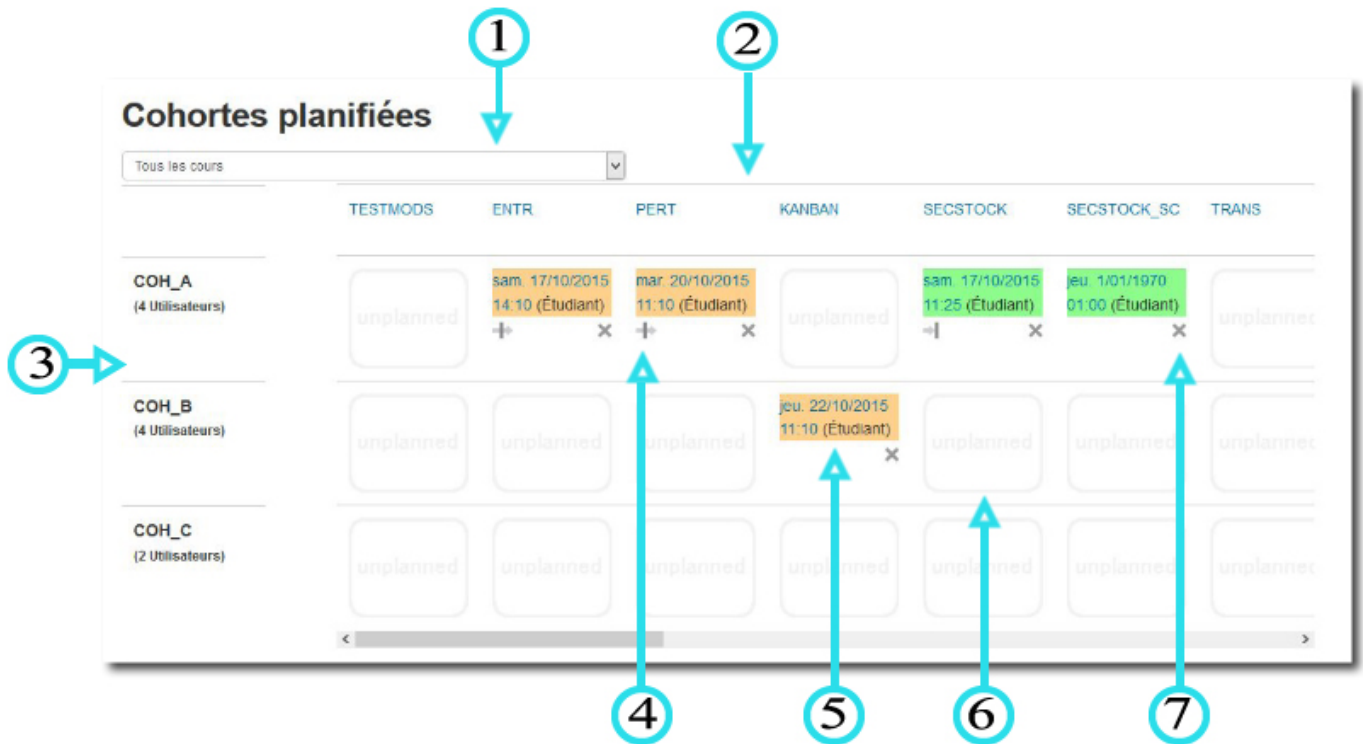 1 2
Cohortes planifiées
Tous les cours
TESTMODS ENTR PERT KANBAN SECSTOCK SECSTOCK_SC TRANS
COH_A
(4 Utilisateurs)
unplanned
sam. 17/10/2015
14:10 (Étudiant)
mar. 20/10/2015
11:10 (Étudiant)
unplanned
sam. 17/10/2015
11:25 (Étudiant)
jeu. 1/01/1970
01:00 (Étudiant)
unplanned
3
COH_B
(4 Utilisateurs)
unplanned unplanned unplanned
jeu. 22/10/2015
11:10 (Étudiant)
unplanned unplanned unplanned
COH_C
(2 Utilisateurs)
unplanned unplanned unplanned unplanned unplanned unplanned unplanned
4 5 6 7